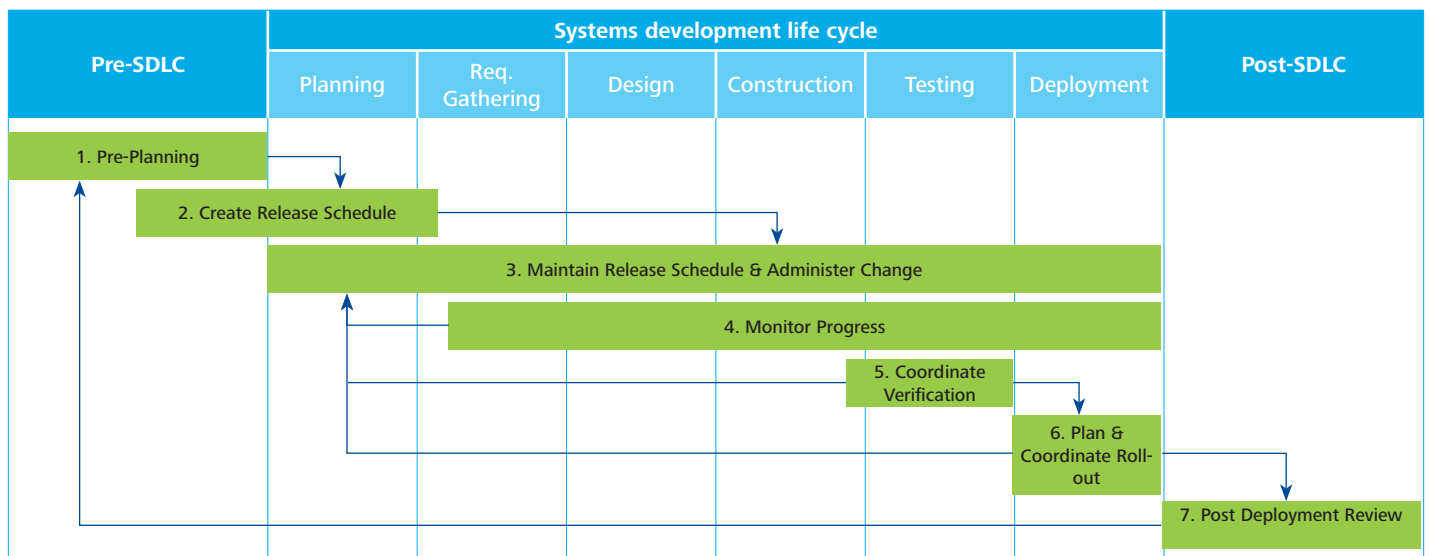 Pre-SDLC
Systems development life cycle
Post-SDLC
Planning
Req.
Gathering
Design
Construction
Testing
Deployment
1. Pre-Planning
2. Create Release Schedule
3. Maintain Release Schedule & Administer Change
4. Monitor Progress
5. Coordinate
Verification
6. Plan &
Coordinate Roll-
out
7. Post Deployment Review